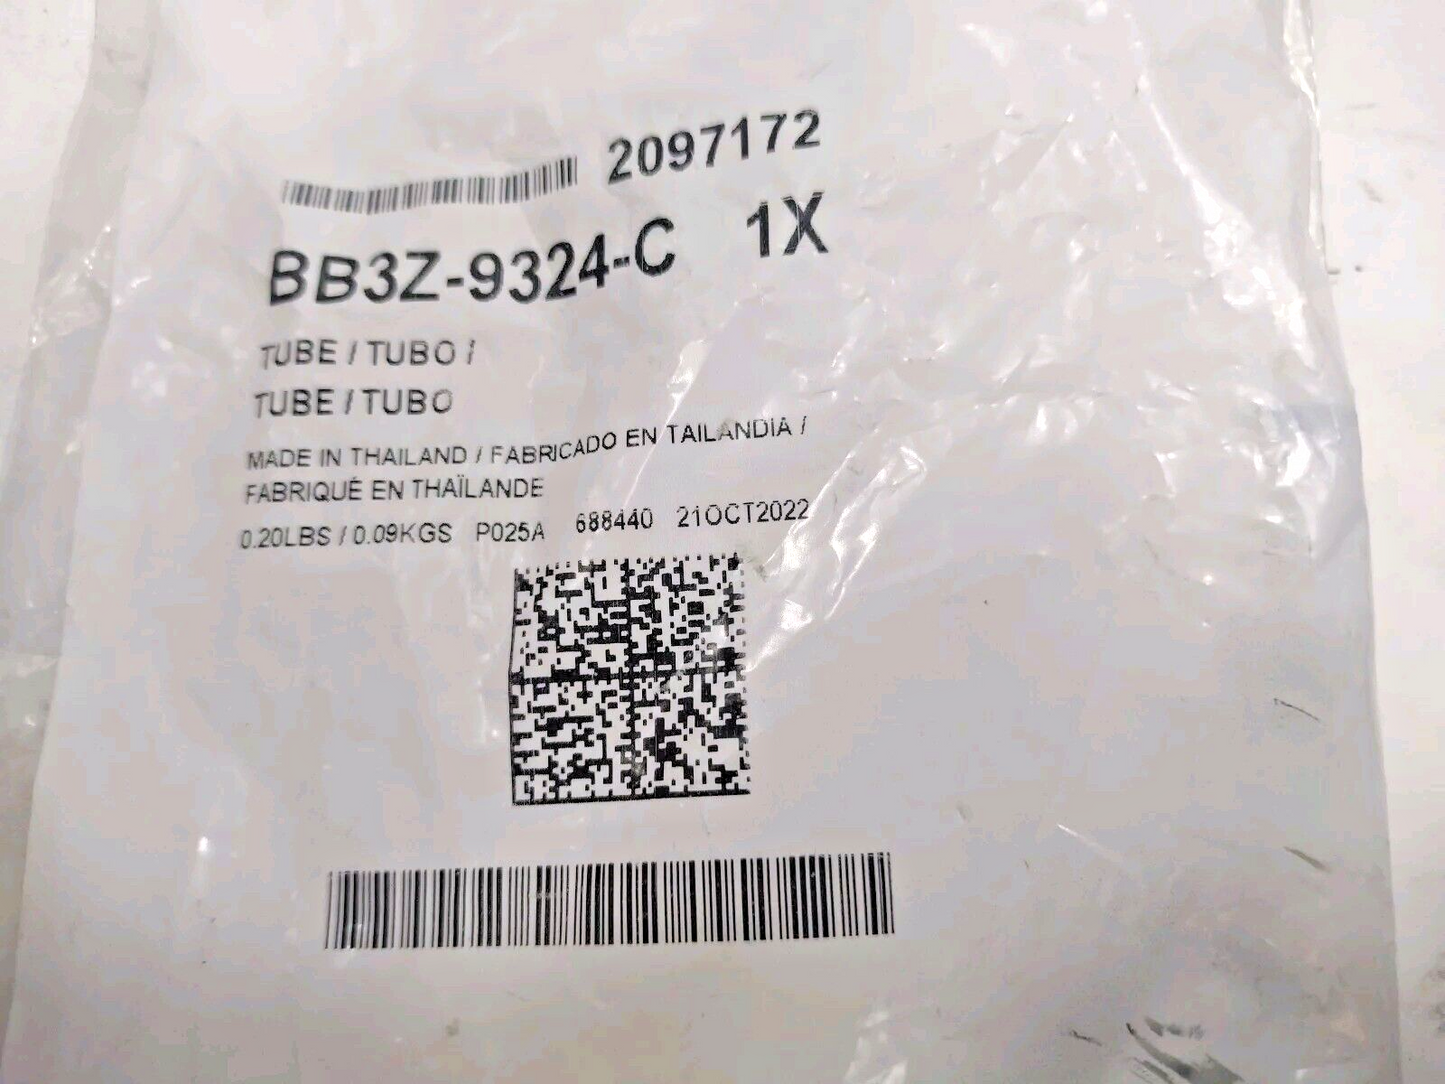 2097172
BB3Z-9324-C 1X
TUBE / TUBO /
TUBE / TUBO
MADE IN THAILAND / FABRICADO EN TAILANDIA /
FABRIQUÉ EN THAÏLANDE
0.20LBS / 0.09KGS P025A 688440 21OCT2022